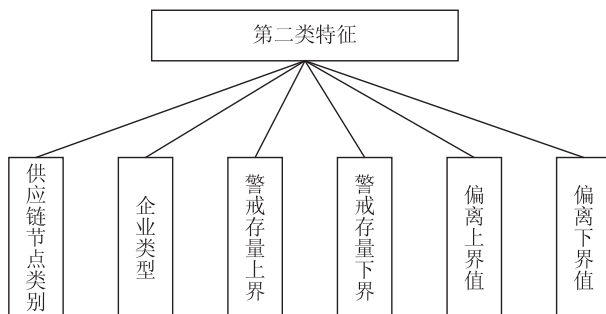 第二类特征
供应链节点类别
企业类型
警戒存量上界
警戒存量下界
偏离上界值
偏离下界值